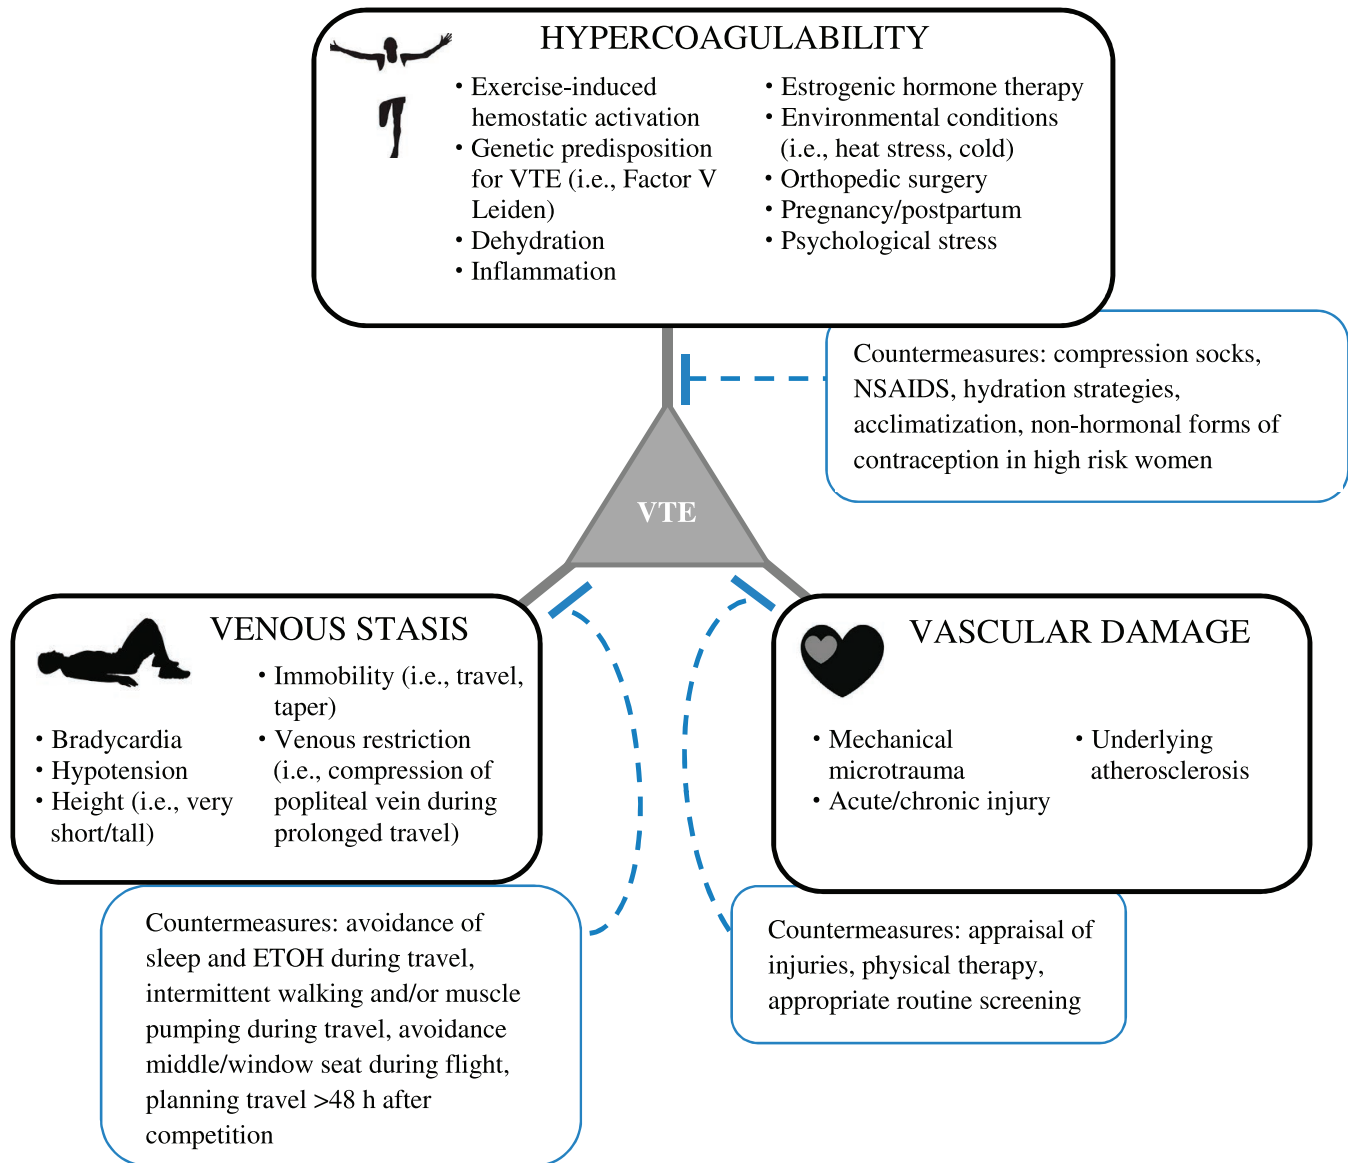 HYPERCOAGULABILITY
• Exercise-induced
hemostatic activation
• Genetic predisposition
for VTE (i.e., Factor V
Leiden)
• Dehydration
• Inflammation
• Estrogenic hormone therapy
• Environmental conditions
(i.e., heat stress, cold)
• Orthopedic surgery
• Pregnancy/postpartum
• Psychological stress
Countermeasures: compression socks,
NSAIDS, hydration strategies,
acclimatization, non-hormonal forms of
contraception in high risk women
VTE
VENOUS STASIS
• Bradycardia
• Hypotension
• Height (i.e., very
short/tall)
• Immobility (i.e., travel,
taper)
• Venous restriction
(i.e., compression of
popliteal vein during
prolonged travel)
Countermeasures: avoidance of
sleep and ETOH during travel,
intermittent walking and/or muscle
pumping during travel, avoidance
middle/window seat during flight,
planning travel >48 h after
competition
VASCULAR DAMAGE
• Mechanical
microtrauma
• Acute/chronic injury
• Underlying
atherosclerosis
Countermeasures: appraisal of
injuries, physical therapy,
appropriate routine screening